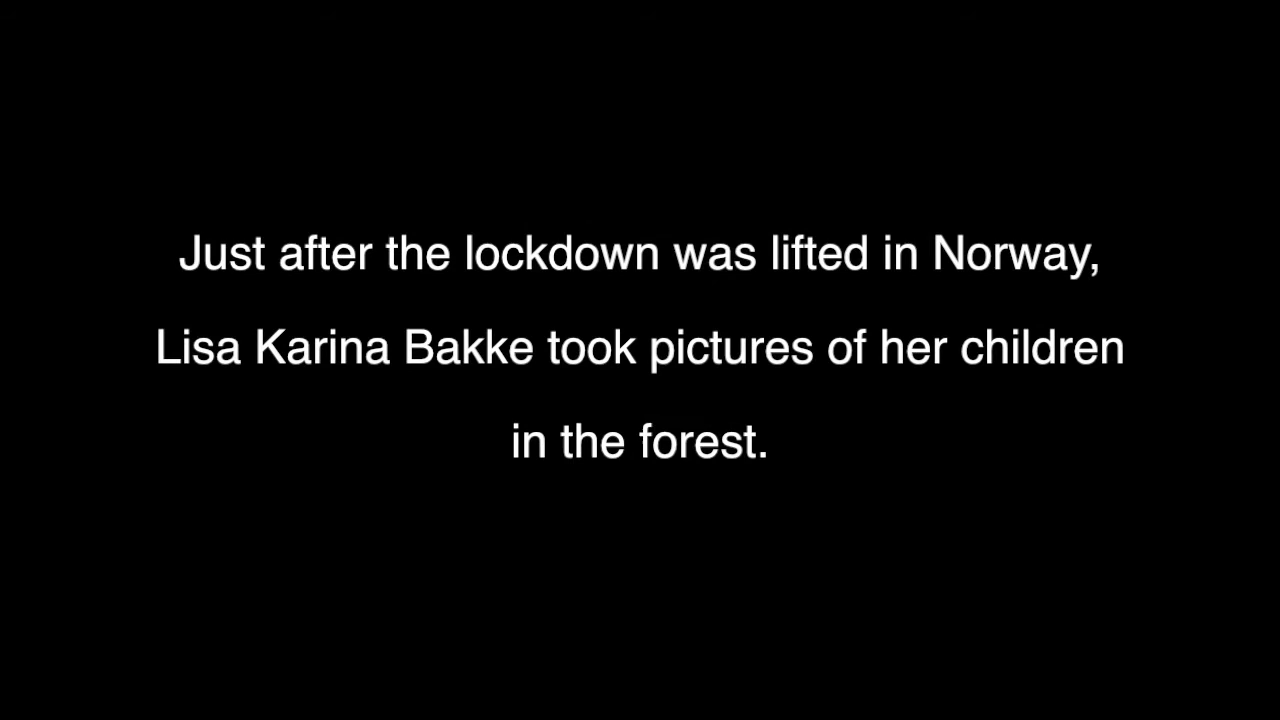 Just after the lockdown was lifted in Norway,
Lisa Karina Bakke took pictures of her children
in the forest.